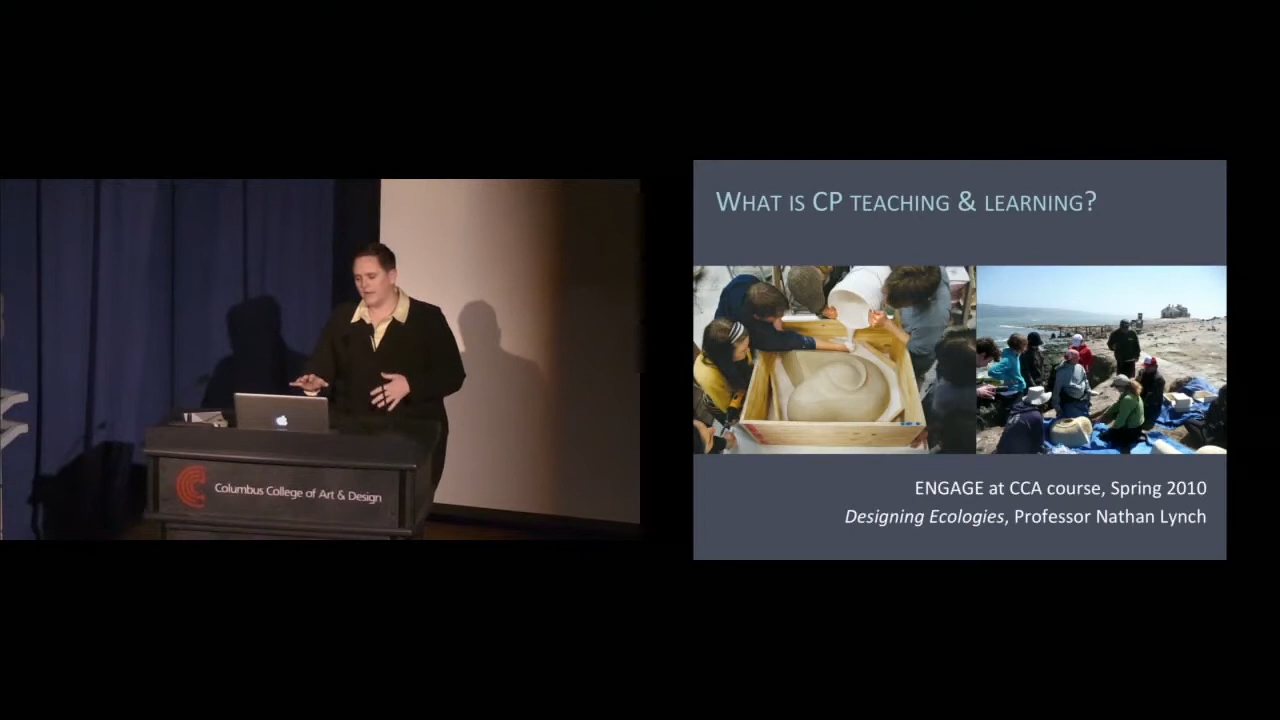 Columbus College of Art & Design
WHAT IS CP TEACHING & LEARNING?
ENGAGE at CCA course, Spring 2010
Designing Ecologies, Professor Nathan Lynch